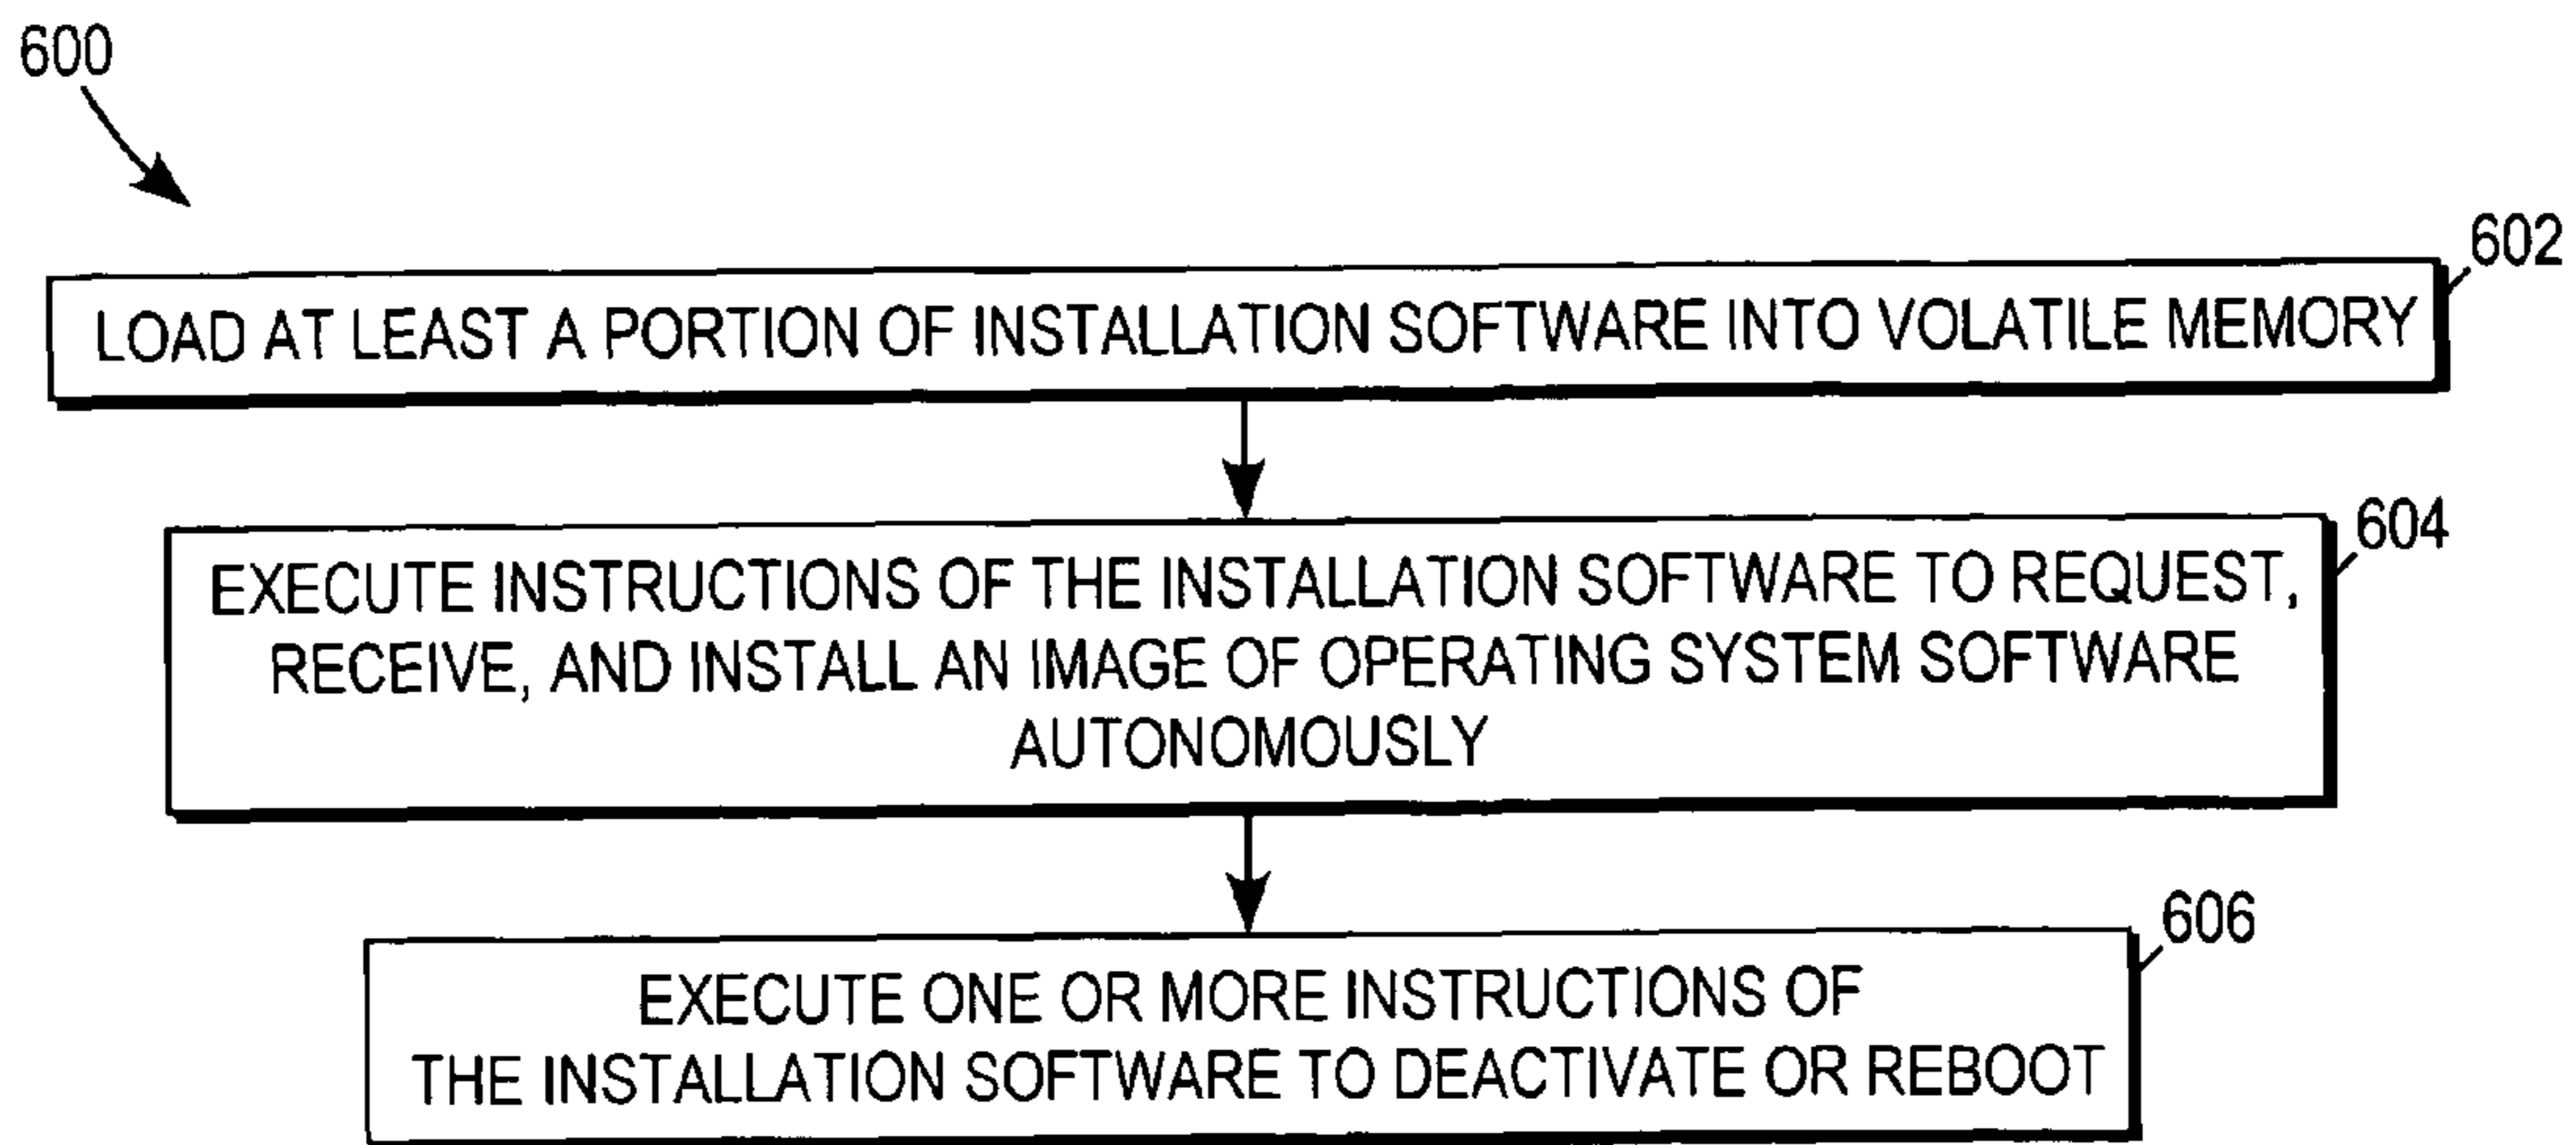 600
602
LOAD AT LEAST A PORTION OF INSTALLATION SOFTWARE INTO VOLATILE MEMORY
604
EXECUTE INSTRUCTIONS OF THE INSTALLATION SOFTWARE TO REQUEST,
RECEIVE, AND INSTALL AN IMAGE OF OPERATING SYSTEM SOFTWARE
AUTONOMOUSLY
606
EXECUTE ONE OR MORE INSTRUCTIONS OF
THE INSTALLATION SOFTWARE TO DEACTIVATE OR REBOOT